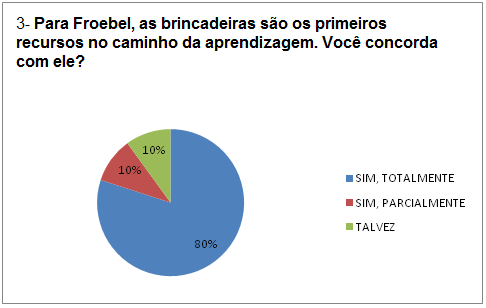 3- Para Froebel, as brincadeiras são os primeiros
recursos no caminho da aprendizagem. Você concorda
com ele?
10%
10%
80%
SIM, TOTALMENTE
SIM, PARCIALMENTE
TALVEZ